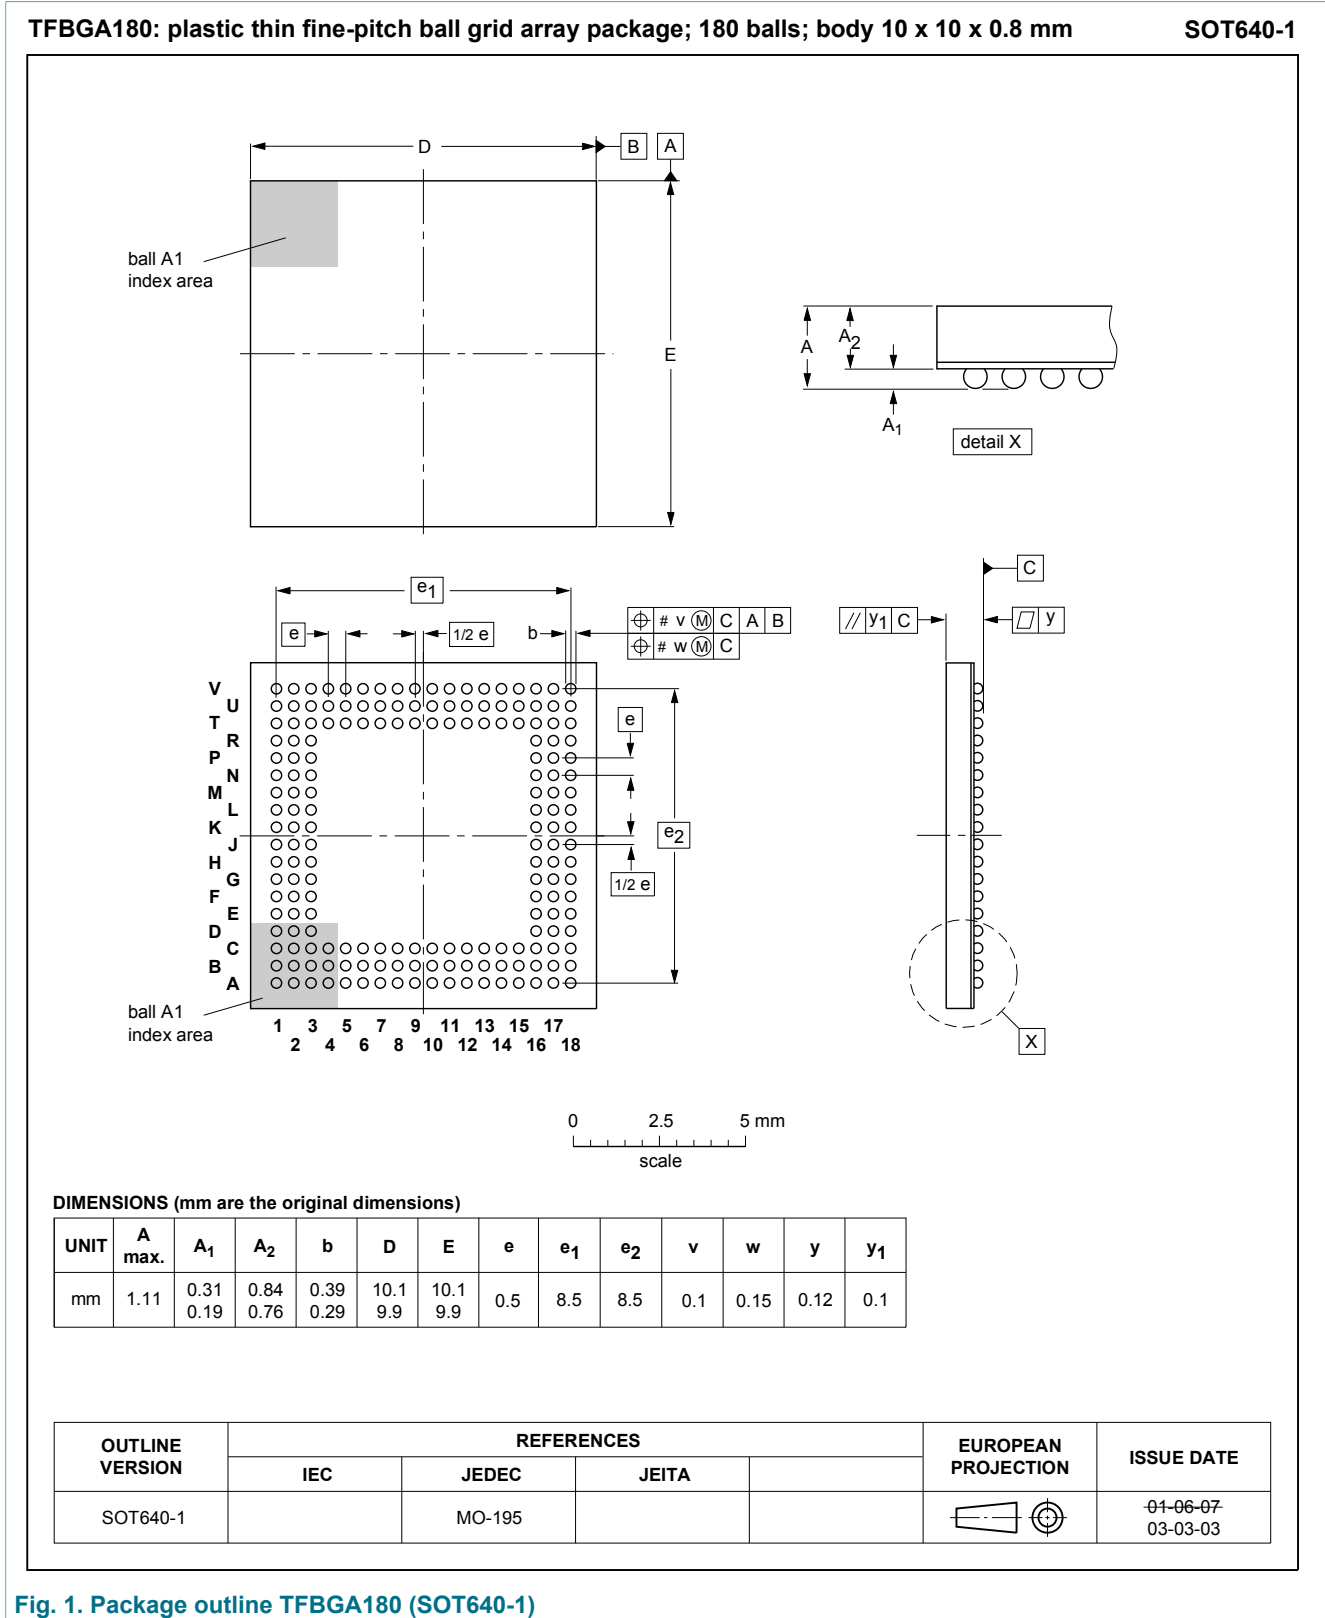 TFBGA180: plastic thin fine-pitch ball grid array package; 180 balls; body 10 x 10 x 0.8 mm SOT640-1
D B A
ball A1
index area
E
A A2
A1
detail X
e1
C
e 1/2 e b ⌖ # v Ⓜ C A B
⌖ # w Ⓜ C
// y1 C ⏥ y
V
U
T
R
P
N
M
L
K
J
H
G
F
E
D
C
B
A
e
e2
1/2 e
ball A1
index area
1 3 5 7 9 11 13 15 17
2 4 6 8 10 12 14 16 18
X
0 2.5 5 mm
scale
DIMENSIONS (mm are the original dimensions)
UNIT A max. A1 A2 b D E e e1 e2 v w y y1
mm 1.11 0.31 0.19 0.84 0.76 0.39 0.29 10.1 9.9 10.1 9.9 0.5 8.5 8.5 0.1 0.15 0.12 0.1
OUTLINE VERSION REFERENCES EUROPEAN PROJECTION ISSUE DATE
IEC JEDEC JEITA
SOT640-1 MO-195 01-06-07
03-03-03
Fig. 1. Package outline TFBGA180 (SOT640-1)